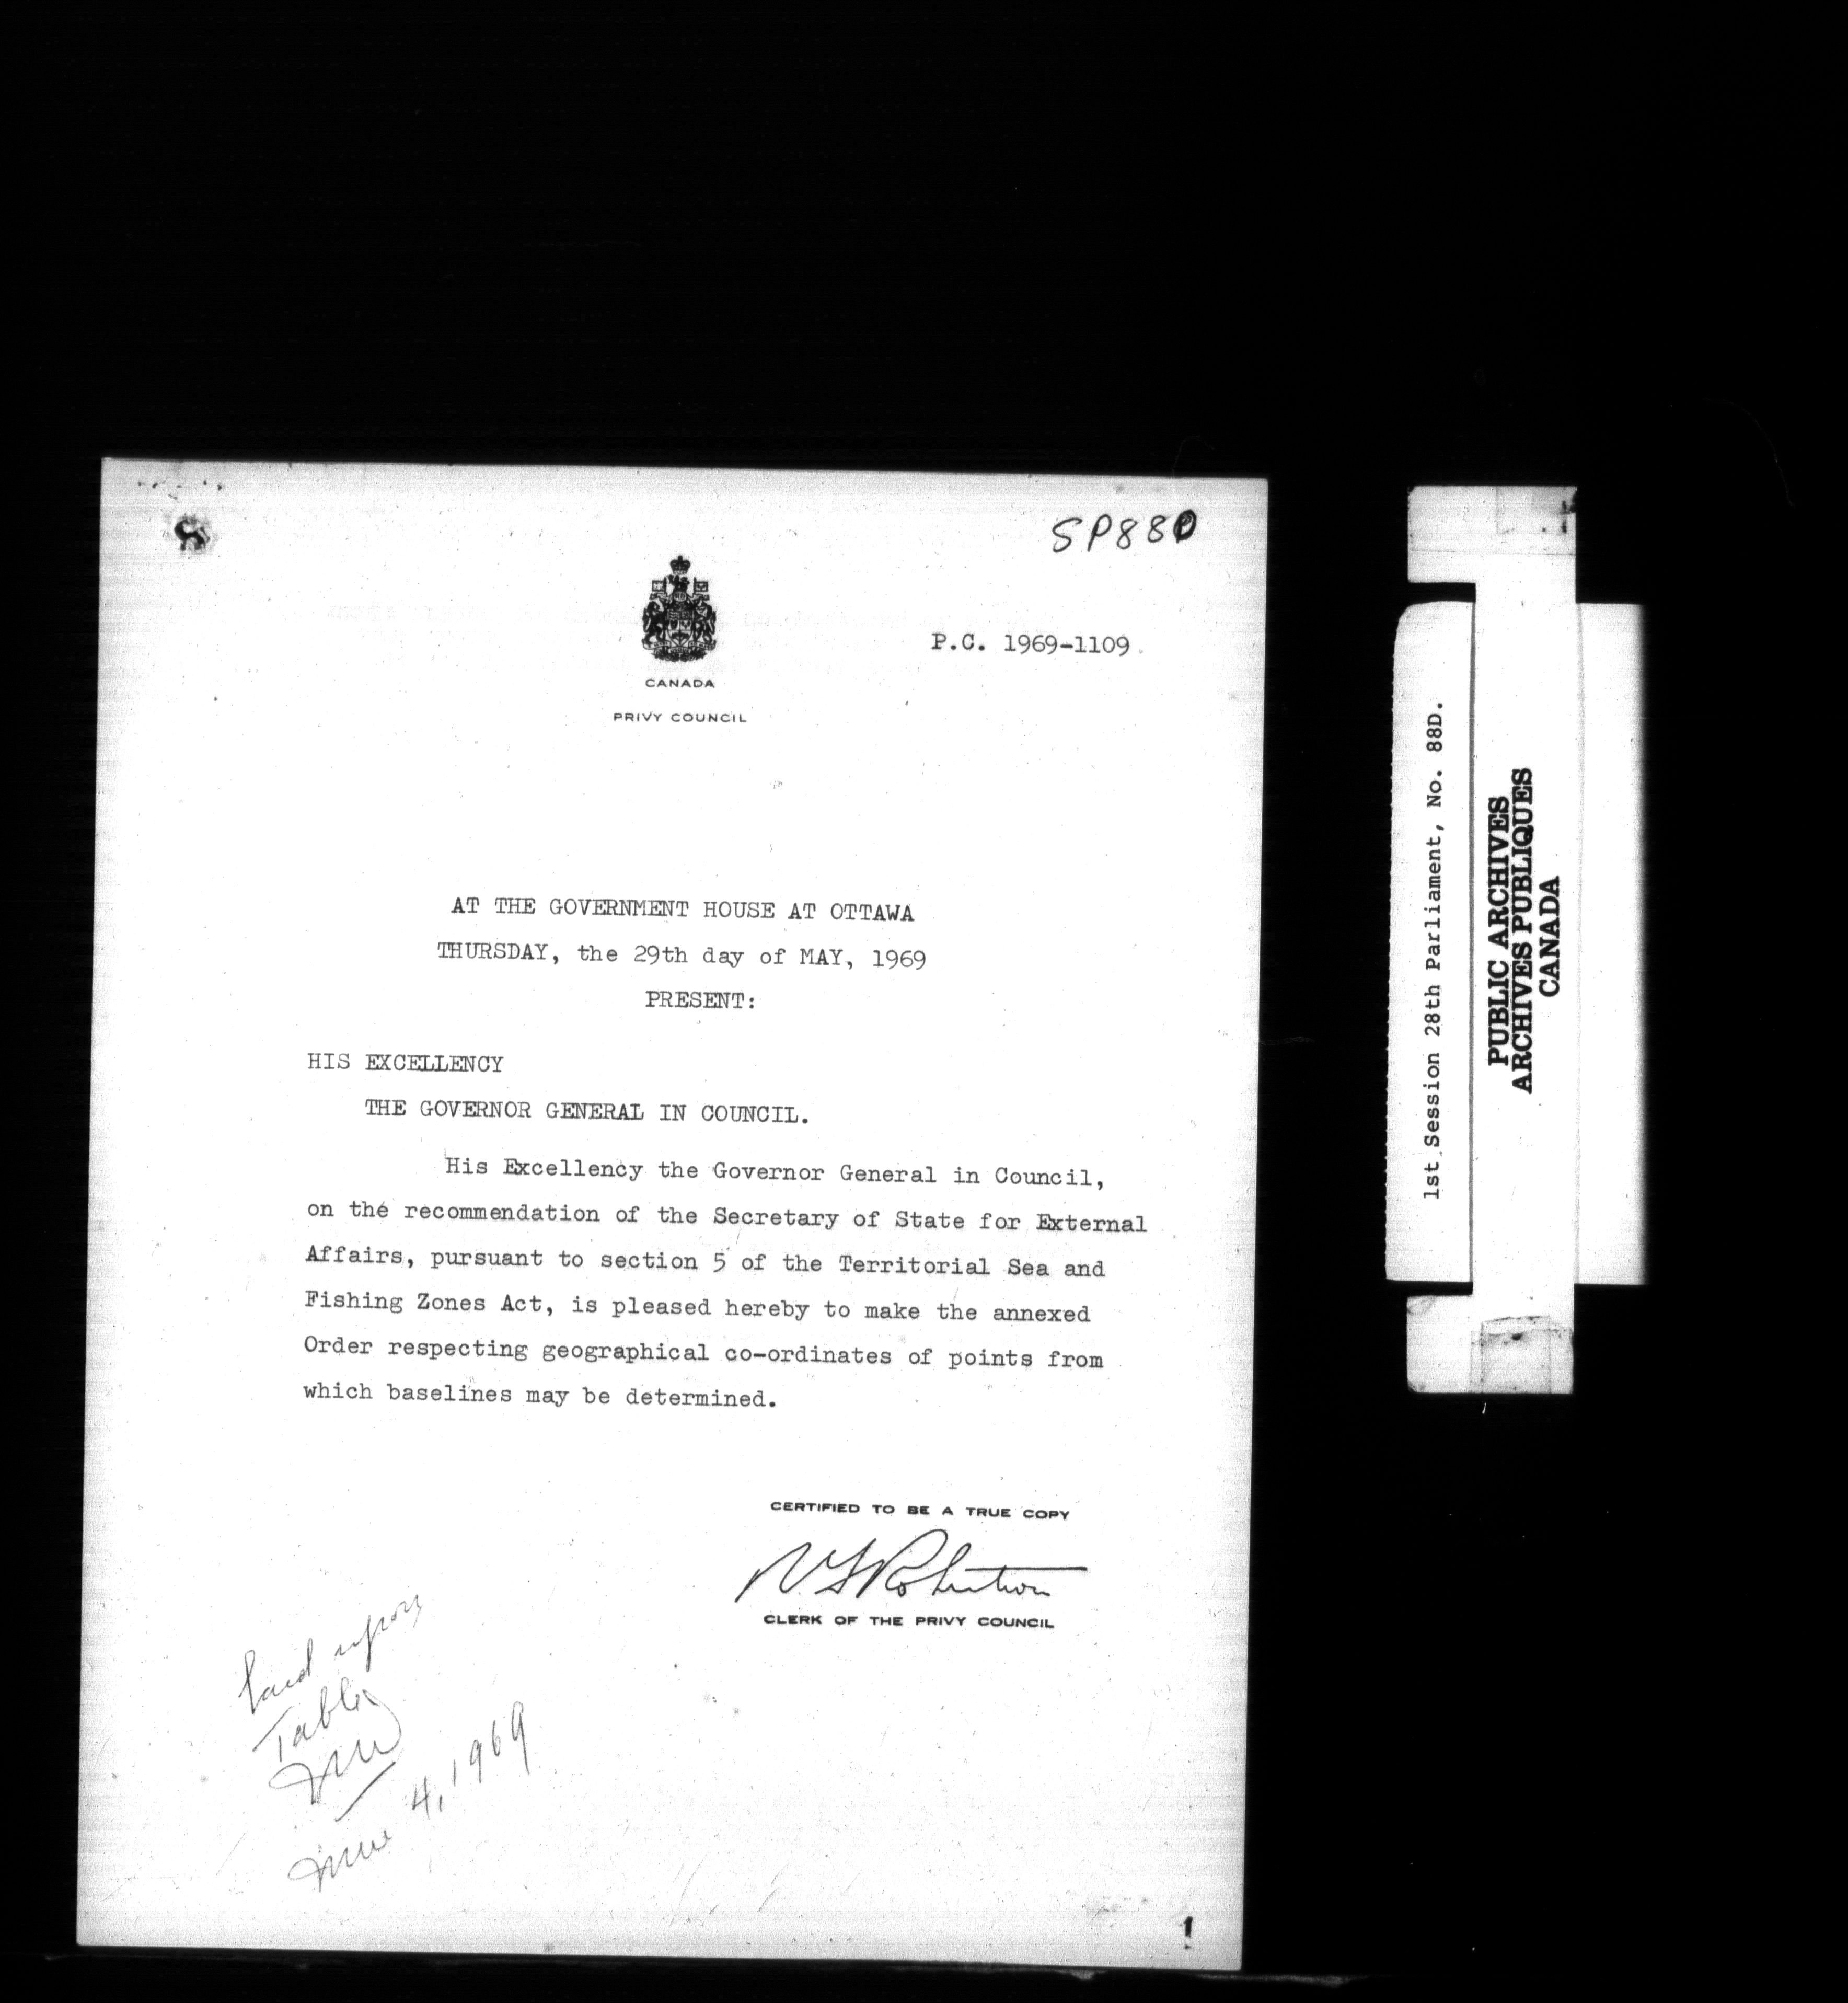 SP88D
P.C. 1969-1109
CANADA
PRIVY COUNCIL
AT THE GOVERNMENT HOUSE AT OTTAWA
THURSDAY, the 29th day of MAY, 1969
PRESENT:
HIS EXCELLENCY
THE GOVERNOR GENERAL IN COUNCIL.
His Excellency the Governor General in Council,
on the recommendation of the Secretary of State for External
Affairs, pursuant to section 5 of the Territorial Sea and
Fishing Zones Act, is pleased hereby to make the annexed
Order respecting geographical co-ordinates of points from
which baselines may be determined.
CERTIFIED TO BE A TRUE COPY
CLERK OF THE PRIVY COUNCIL
Laid upon
Table
June 4, 1969
1
1st Session 28th Parliament, No. 88D.
PUBLIC ARCHIVES
ARCHIVES PUBLIQUES
CANADA